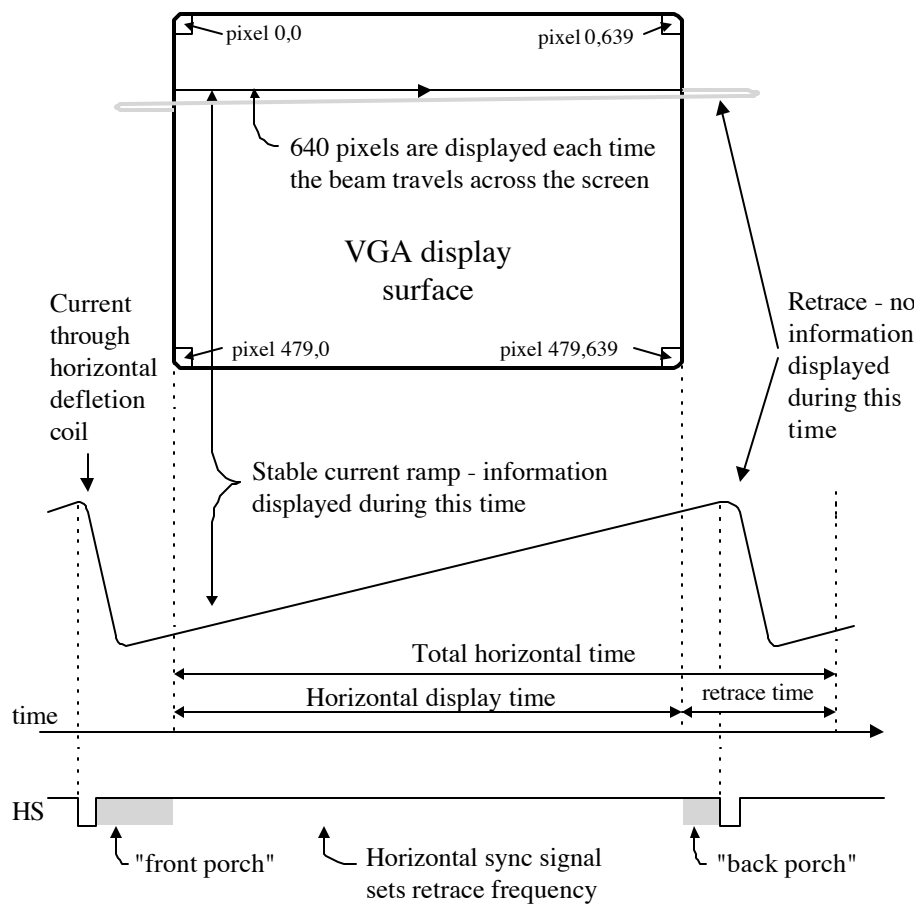 pixel 0,0
pixel 0,639
640 pixels are displayed each time
the beam travels across the screen
VGA display
surface
Current
through
horizontal
defletion
coil
Retrace - no
information
displayed
during this
time
pixel 479,0
pixel 479,639
Stable current ramp - information
displayed during this time
Total horizontal time
Horizontal display time
retrace time
time
HS
"front porch"
Horizontal sync signal
sets retrace frequency
"back porch"